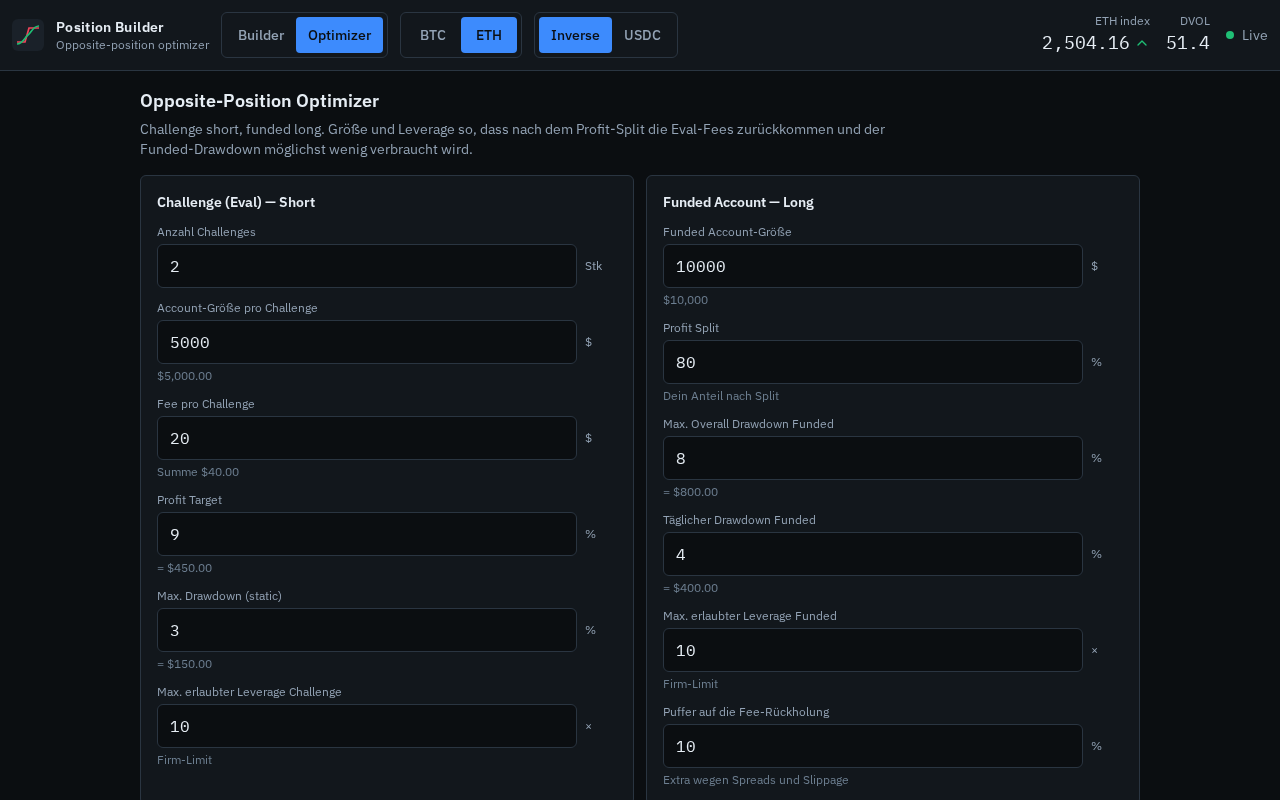 Position Builder
Opposite-position optimizer
Builder
Optimizer
BTC
ETH
Inverse
USDC
ETH index
2,504.16
DVOL
51.4
Live
Opposite-Position Optimizer
Challenge short, funded long. Größe und Leverage so, dass nach dem Profit-Split die Eval-Fees zurückkommen und der
Funded-Drawdown möglichst wenig verbraucht wird.
Challenge (Eval) — Short
Anzahl Challenges
2 Stk
Account-Größe pro Challenge
5000 $
$5,000.00
Fee pro Challenge
20 $
Summe $40.00
Profit Target
9 %
= $450.00
Max. Drawdown (static)
3 %
= $150.00
Max. erlaubter Leverage Challenge
10 ×
Firm-Limit
Funded Account — Long
Funded Account-Größe
10000 $
$10,000
Profit Split
80 %
Dein Anteil nach Split
Max. Overall Drawdown Funded
8 %
= $800.00
Täglicher Drawdown Funded
4 %
= $400.00
Max. erlaubter Leverage Funded
10 ×
Firm-Limit
Puffer auf die Fee-Rückholung
10 %
Extra wegen Spreads und Slippage